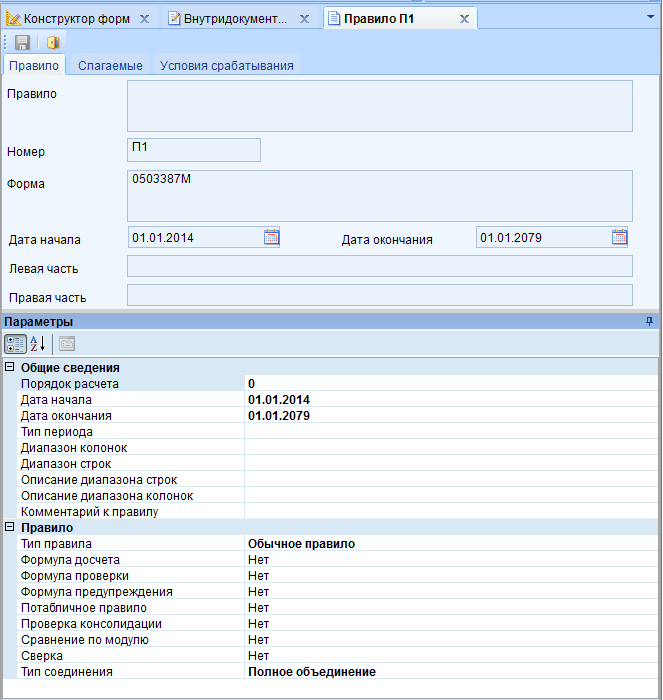 Конструктор форм Внутридокумент... Правило П1
Правило Слагаемые Условия срабатывания
Правило
Номер П1
Форма 0503387М
Дата начала 01.01.2014 Дата окончания 01.01.2079
Левая часть
Правая часть
Параметры
Общие сведения
Порядок расчета 0
Дата начала 01.01.2014
Дата окончания 01.01.2079
Тип периода
Диапазон колонок
Диапазон строк
Описание диапазона строк
Описание диапазона колонок
Комментарий к правилу
Правило
Тип правила Обычное правило
Формула досчета Нет
Формула проверки Нет
Формула предупреждения Нет
Потабличное правило Нет
Проверка консолидации Нет
Сравнение по модулю Нет
Сверка Нет
Тип соединения Полное объединение